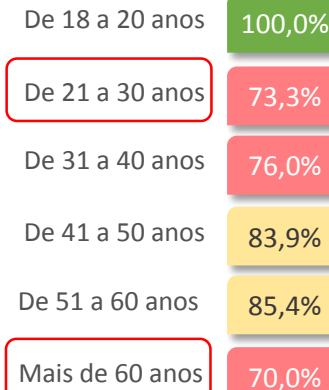 De 18 a 20 anos 100,0%
De 21 a 30 anos 73,3%
De 31 a 40 anos 76,0%
De 41 a 50 anos 83,9%
De 51 a 60 anos 85,4%
Mais de 60 anos 70,0%